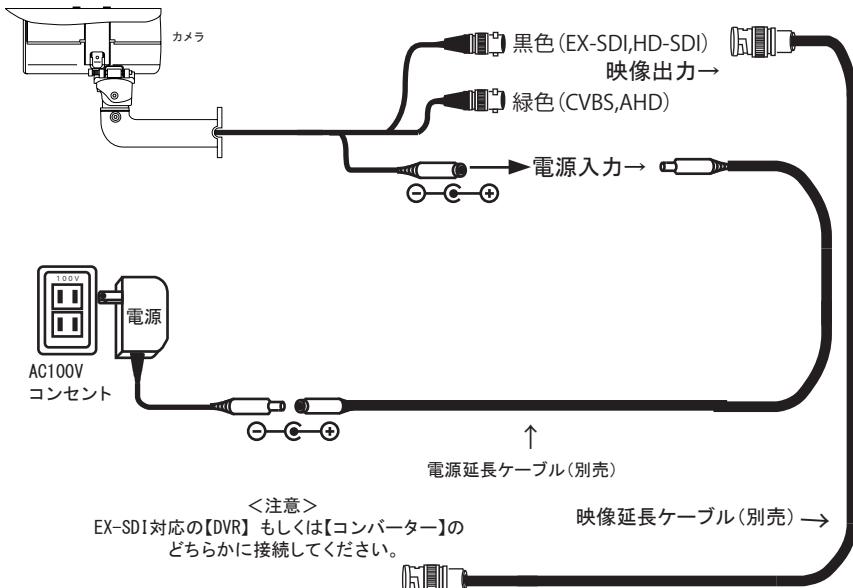 カメラ
黒色(EX-SDI,HD-SDI)
映像出力→
緑色(CVBS,AHD)
電源入力→
100V
電源
AC100V
コンセント
↑
電源延長ケーブル(別売)
<注意>
EX-SDI対応の【DVR】もしくは【コンバーター】の
どちらかに接続してください。
映像延長ケーブル(別売)→